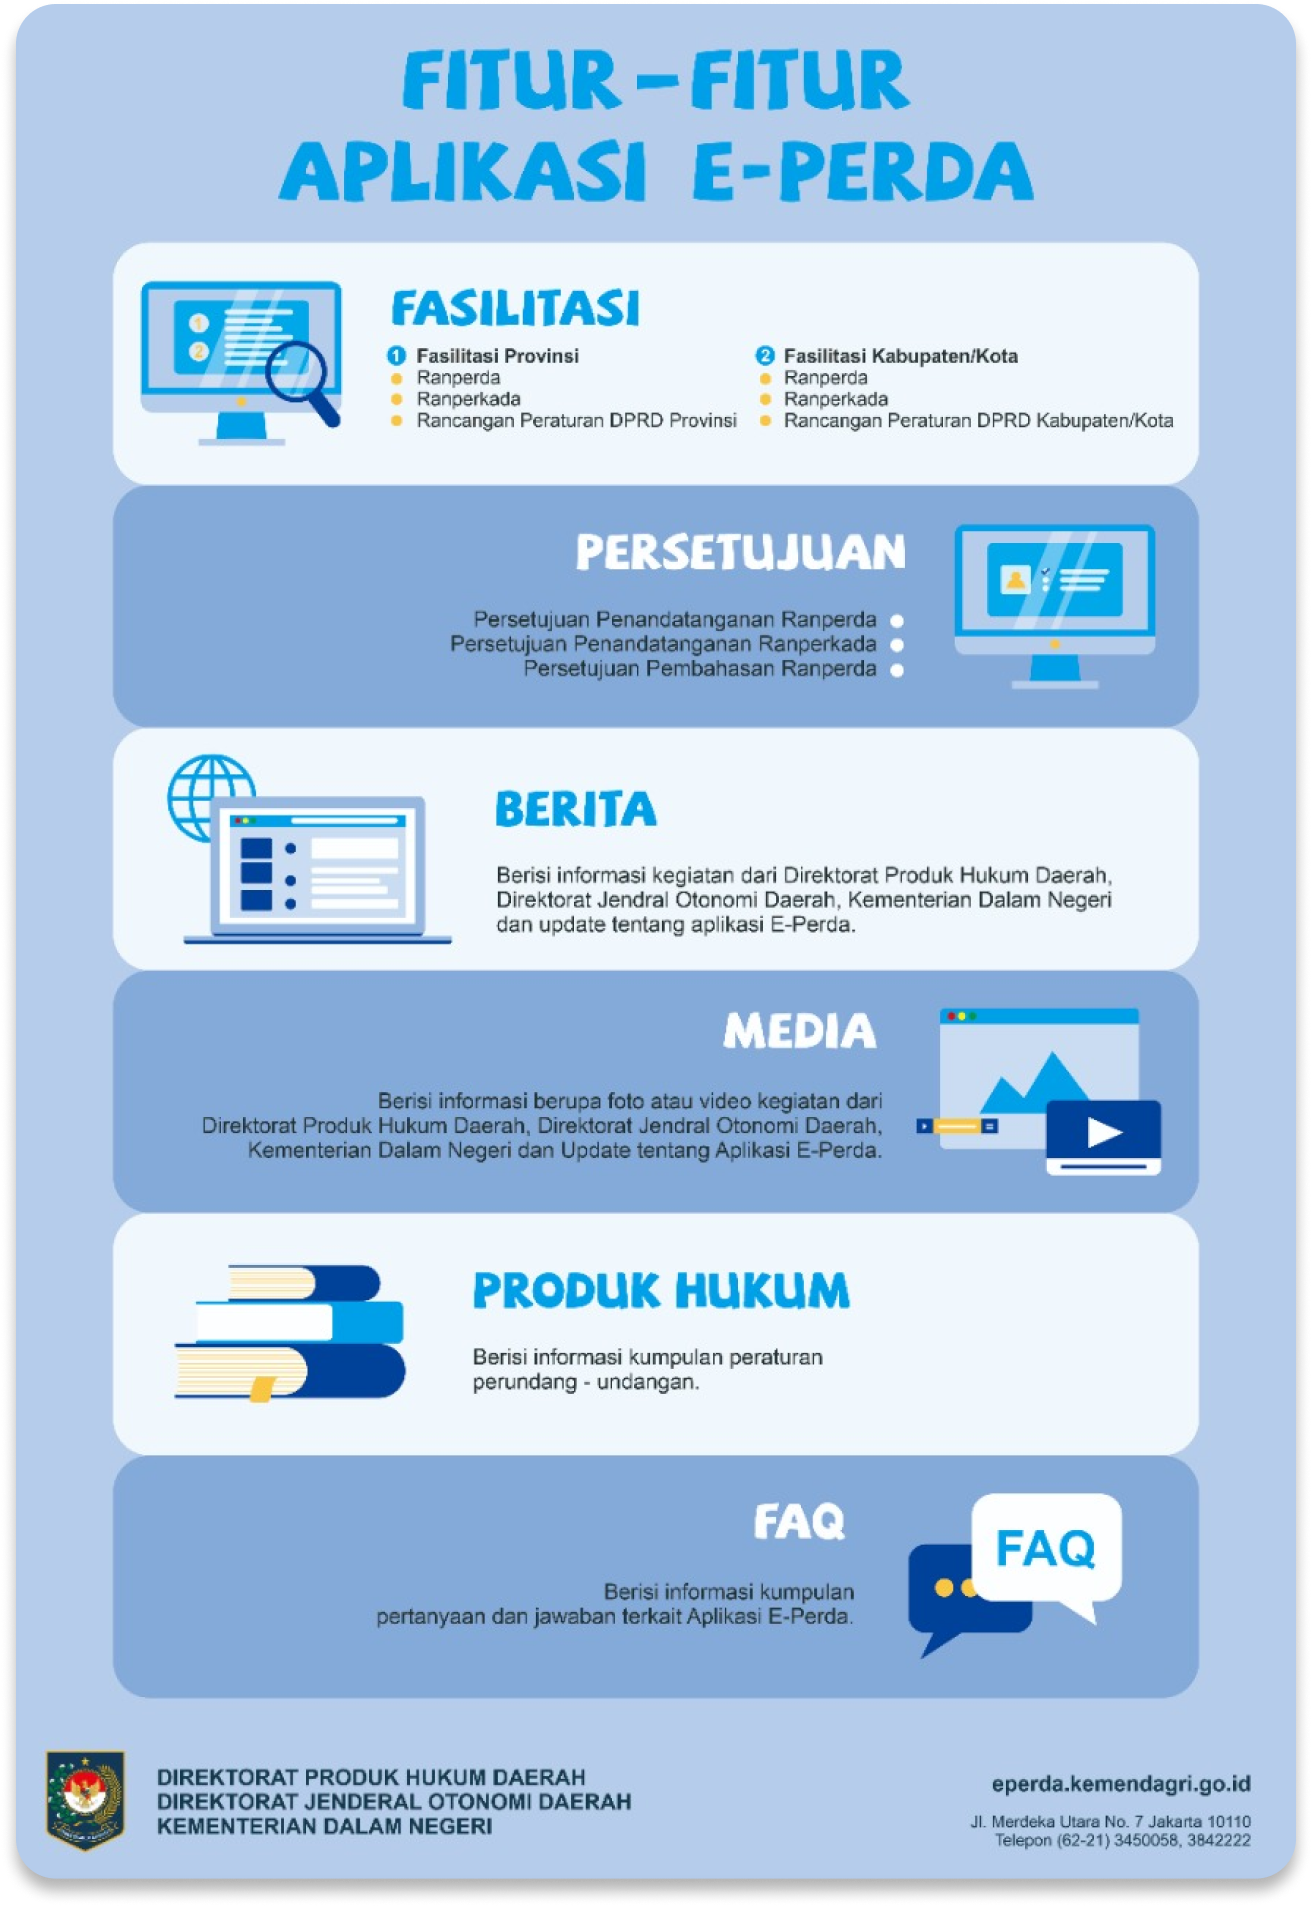 FITUR - FITUR
APLIKASI E-PERDA
FASILITASI
1 Fasilitasi Provinsi
Ranperda
Ranperkada
Rancangan Peraturan DPRD Provinsi
2 Fasilitasi Kabupaten/Kota
Ranperda
Ranperkada
Rancangan Peraturan DPRD Kabupaten/Kota
1
2
PERSETUJUAN
Persetujuan Penandatanganan Ranperda
Persetujuan Penandatanganan Ranperkada
Persetujuan Pembahasan Ranperda
BERITA
Berisi informasi kegiatan dari Direktorat Produk Hukum Daerah,
Direktorat Jendral Otonomi Daerah, Kementerian Dalam Negeri
dan update tentang aplikasi E-Perda.
MEDIA
Berisi informasi berupa foto atau video kegiatan dari
Direktorat Produk Hukum Daerah, Direktorat Jendral Otonomi Daerah,
Kementerian Dalam Negeri dan Update tentang Aplikasi E-Perda.
PRODUK HUKUM
Berisi informasi kumpulan peraturan
perundang - undangan.
FAQ
Berisi informasi kumpulan
pertanyaan dan jawaban terkait Aplikasi E-Perda.
FAQ
DIREKTORAT PRODUK HUKUM DAERAH
DIREKTORAT JENDERAL OTONOMI DAERAH
KEMENTERIAN DALAM NEGERI
eperda.kemendagri.go.id
Jl. Merdeka Utara No. 7 Jakarta 10110
Telepon (62-21) 3450058, 3842222